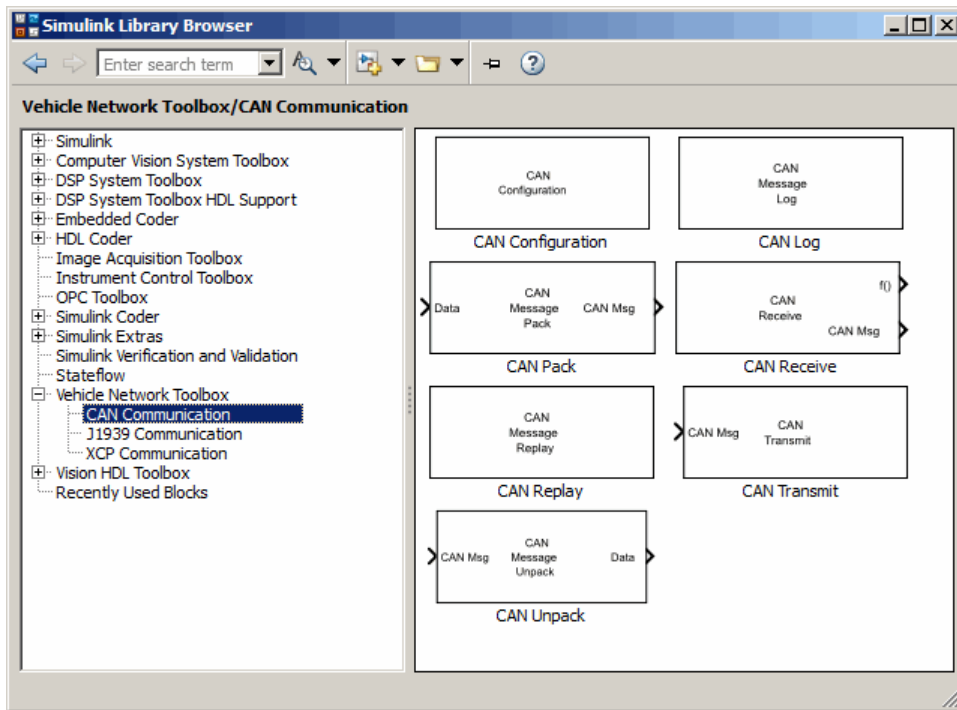 Simulink Library Browser
Enter search term
Vehicle Network Toolbox/CAN Communication
Simulink
Computer Vision System Toolbox
DSP System Toolbox
DSP System Toolbox HDL Support
Embedded Coder
HDL Coder
Image Acquisition Toolbox
Instrument Control Toolbox
OPC Toolbox
Simulink Coder
Simulink Extras
Simulink Verification and Validation
Stateflow
Vehicle Network Toolbox
CAN Communication
J1939 Communication
XCP Communication
Vision HDL Toolbox
Recently Used Blocks
CAN
Configuration
CAN Configuration
CAN
Message
Log
CAN Log
Data
CAN
Message
Pack
CAN Msg
CAN Pack
CAN
Receive
f()
CAN Msg
CAN Receive
CAN
Message
Replay
CAN Replay
CAN Msg
CAN
Transmit
CAN Transmit
CAN Msg
CAN
Message
Unpack
Data
CAN Unpack